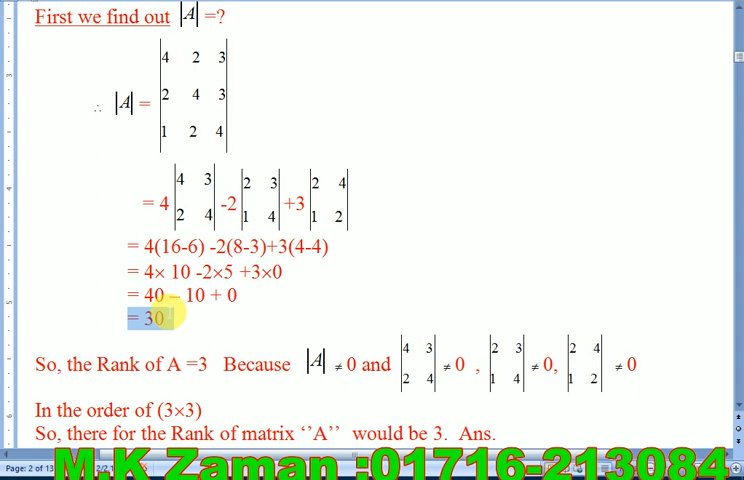 First we find out |A| =?
4 2 3
2 4 3
1 2 4
∴ |A| =
4 3 2 3 2 4
= 4 -2 +3
2 4 1 4 1 2
= 4(16-6) -2(8-3)+3(4-4)
= 4× 10 -2×5 +3×0
= 40 – 10 + 0
= 30
4 3 2 3 2 4
So, the Rank of A =3 Because |A| ≠ 0 and ≠ 0 , ≠ 0, ≠ 0
2 4 1 4 1 2
In the order of (3×3)
So, there for the Rank of matrix ‘’A’’ would be 3. Ans.
Page: 2 of 13
M.K Zaman :01716-213084